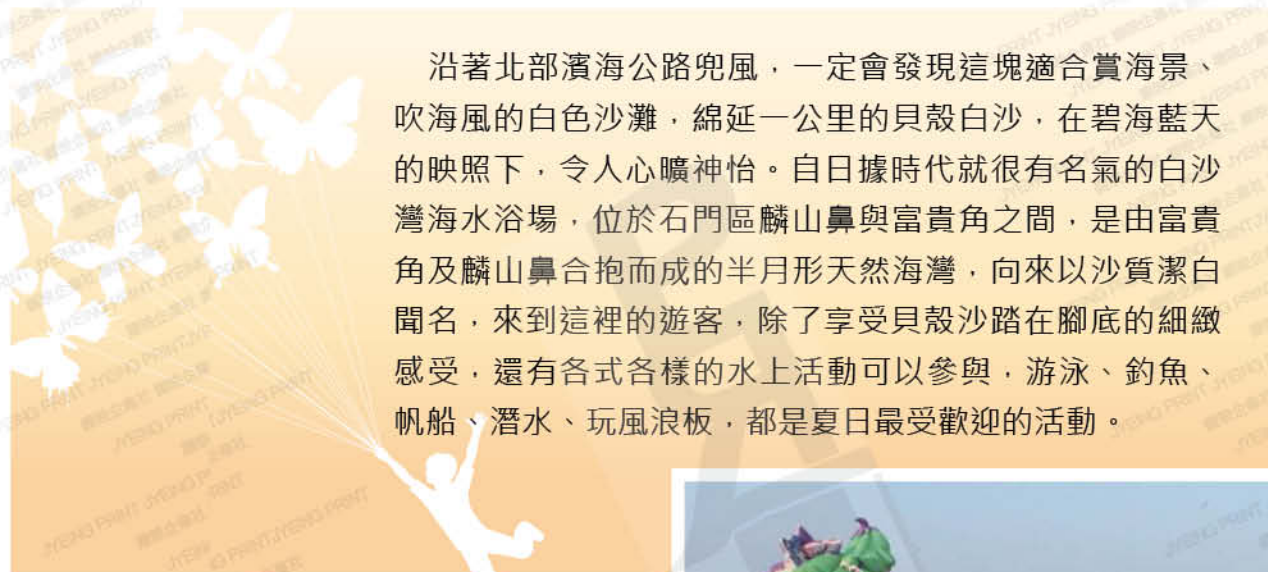 沿著北部濱海公路兜風，一定會發現這塊適合賞海景、
吹海風的白色沙灘，綿延一公里的貝殼白沙，在碧海藍天
的映照下，令人心曠神怡。自日據時代就很有名氣的白沙
灣海水浴場，位於石門區麟山鼻與富貴角之間，是由富貴
角及麟山鼻合抱而成的半月形天然海灣，向來以沙質潔白
聞名，來到這裡的遊客，除了享受貝殼沙踏在腳底的細緻
感受，還有各式各樣的水上活動可以參與，游泳、釣魚、
帆船、潛水、玩風浪板，都是夏日最受歡迎的活動。
JYENG PRINT